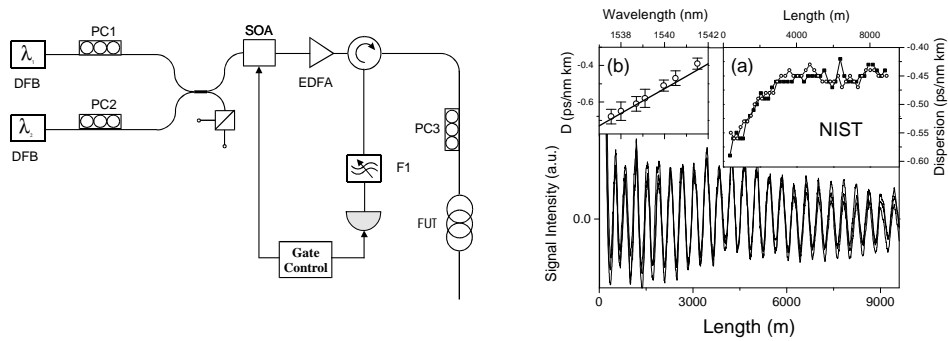 PC1
λ₁
DFB
PC2
λ₂
DFB
SOA
EDFA
PC3
F1
FUT
Gate
Control
Wavelength (nm)
1538
1540
1542
Length (m)
0
4000
8000
D (ps/nm km)
-0.4
-0.6
(b)
(a)
NIST
Dispersion (ps/nm km)
-0.40
-0.45
-0.50
-0.55
-0.60
Signal Intensity (a.u.)
0.0
0
3000
6000
9000
Length (m)